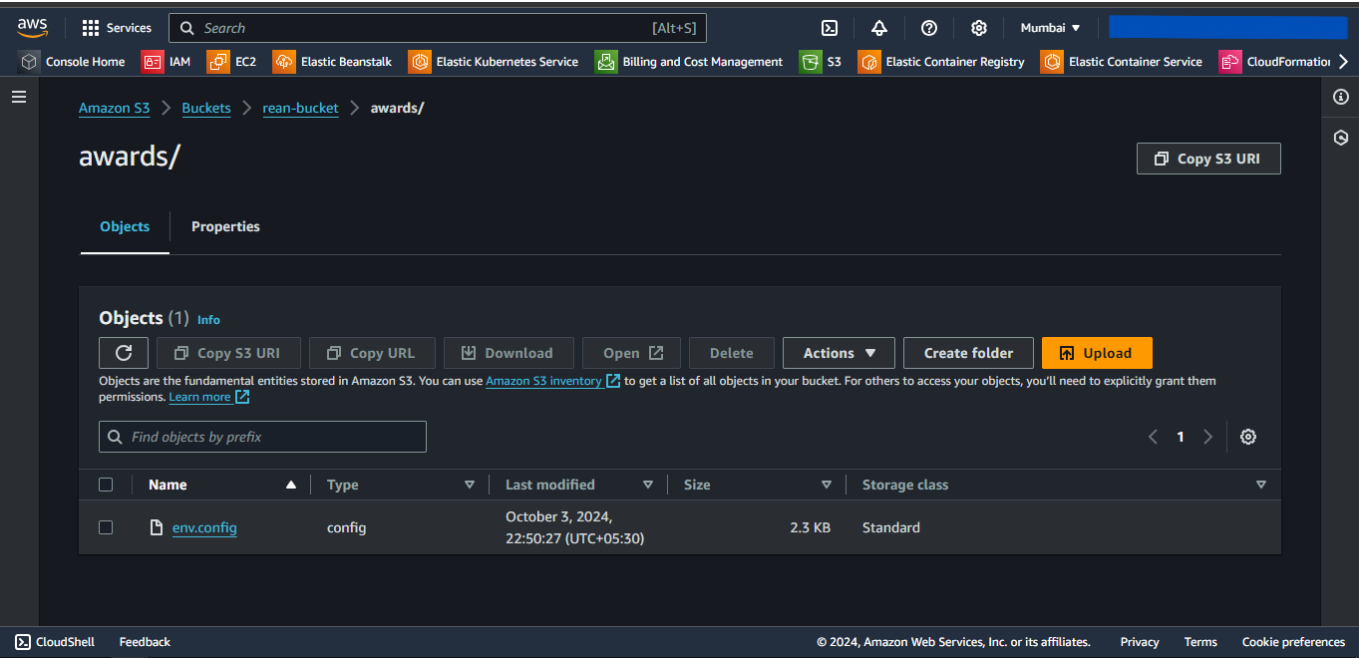 aws Services Search [Alt+S] Mumbai ▼
Console Home IAM EC2 Elastic Beanstalk Elastic Kubernetes Service Billing and Cost Management S3 Elastic Container Registry Elastic Container Service CloudFormation
Amazon S3 > Buckets > rean-bucket > awards/
awards/
Copy S3 URI
Objects Properties
Objects (1) Info
Copy S3 URI Copy URL Download Open Delete Actions ▼ Create folder Upload
Objects are the fundamental entities stored in Amazon S3. You can use Amazon S3 inventory to get a list of all objects in your bucket. For others to access your objects, you'll need to explicitly grant them
permissions. Learn more
Find objects by prefix < 1 >
Name Type Last modified Size Storage class
env.config config October 3, 2024, 2.3 KB Standard
22:50:27 (UTC+05:30)
CloudShell Feedback © 2024, Amazon Web Services, Inc. or its affiliates. Privacy Terms Cookie preferences